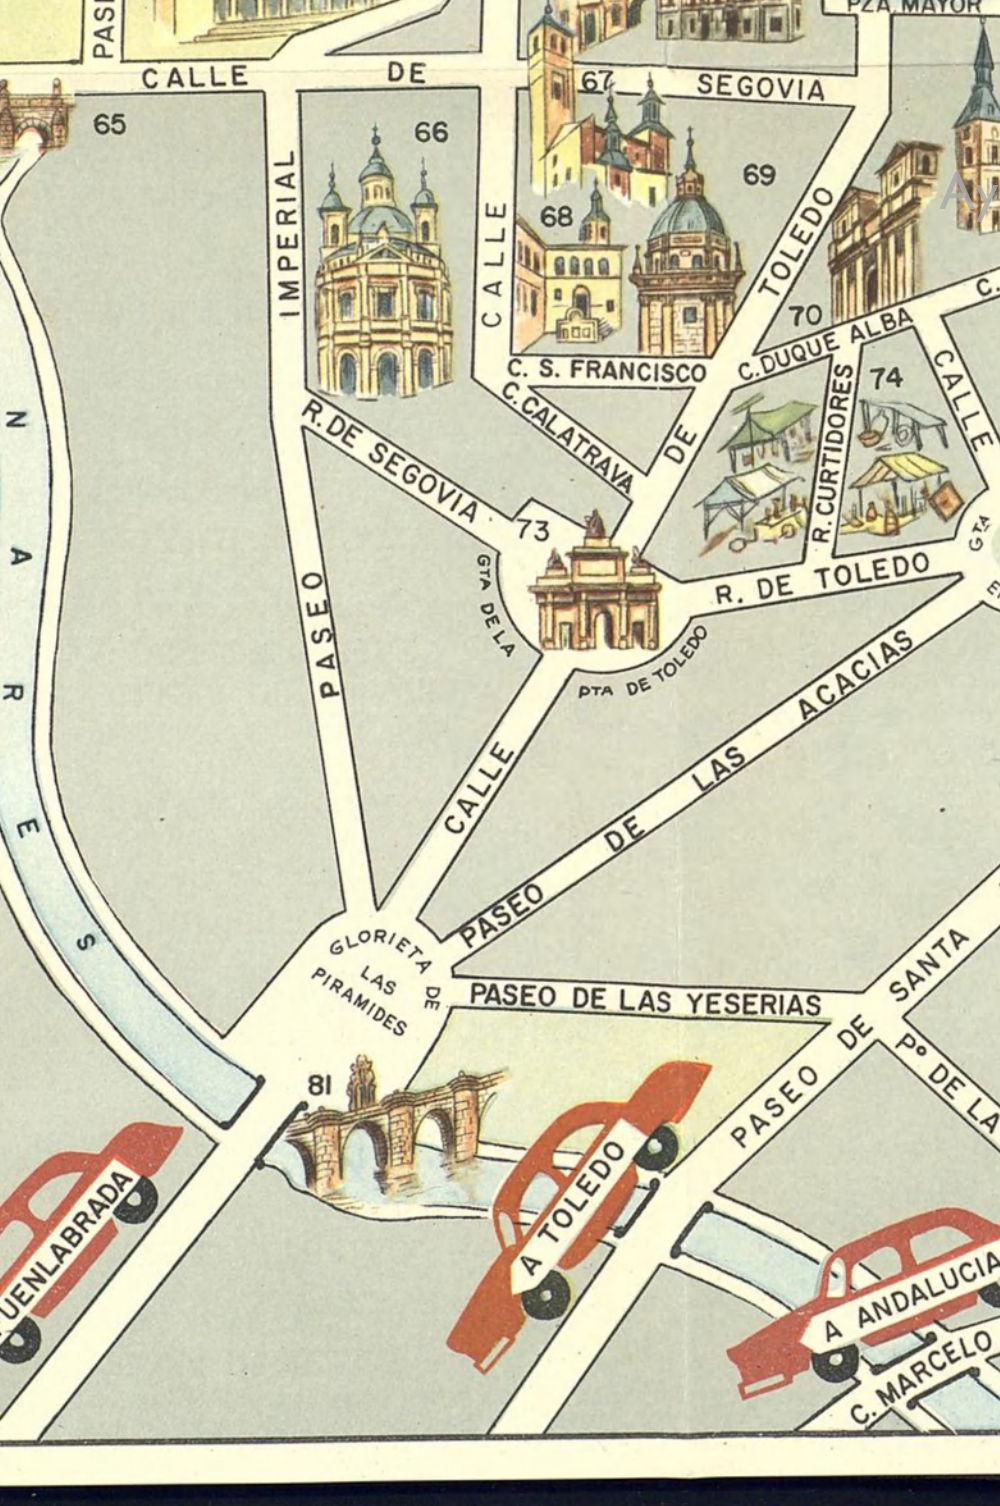 PZA MAYOR
PASE
CALLE DE SEGOVIA
67
65
66
69
68
IMPERIAL
CALLE
TOLEDO
70
C. DUQUE ALBA
C.
C. S. FRANCISCO
C. CALATRAVA
DE
R. CURTIDORES
74
CALLE
R. DE SEGOVIA
73
GTA DE LA
PTA DE TOLEDO
R. DE TOLEDO
GTA
N A R E S
PASEO
CALLE
PASEO DE LAS ACACIAS
GLORIETA DE
LAS
PIRAMIDES
PASEO DE LAS YESERIAS
PASEO DE SANTA
Pº DE LA
81
UENLABRADA
A TOLEDO
A ANDALUCIA
C. MARCELO